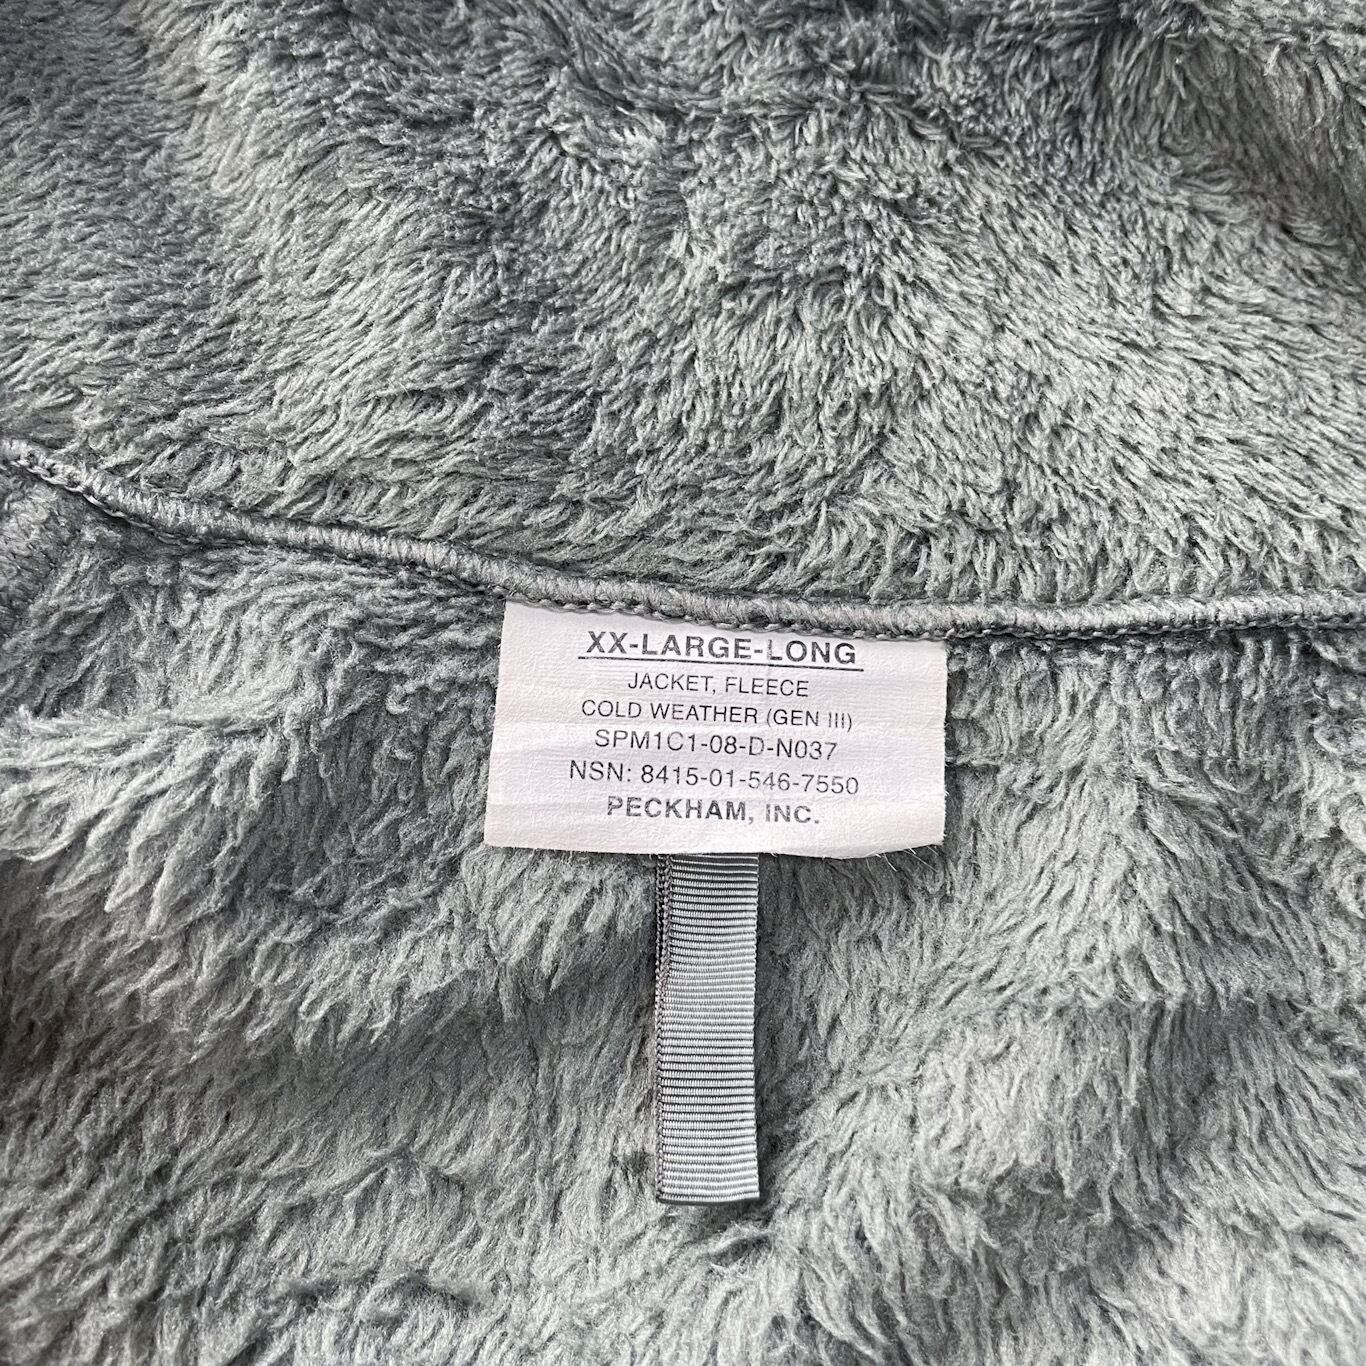 XX-LARGE-LONG
JACKET, FLEECE
COLD WEATHER (GEN III)
SPM1C1-08-D-N037
NSN: 8415-01-546-7550
PECKHAM, INC.